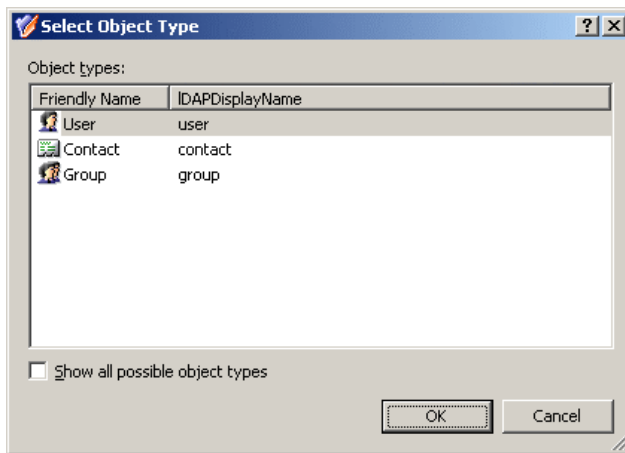 Select Object Type
Object types:
Friendly Name lDAPDisplayName
User user
Contact contact
Group group
Show all possible object types
OK Cancel